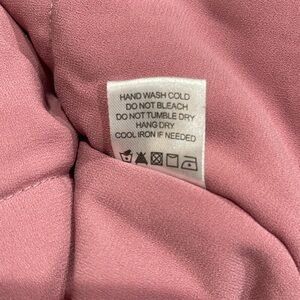 HAND WASH COLD
DO NOT BLEACH
DO NOT TUMBLE DRY
HANG DRY
COOL IRON IF NEEDED